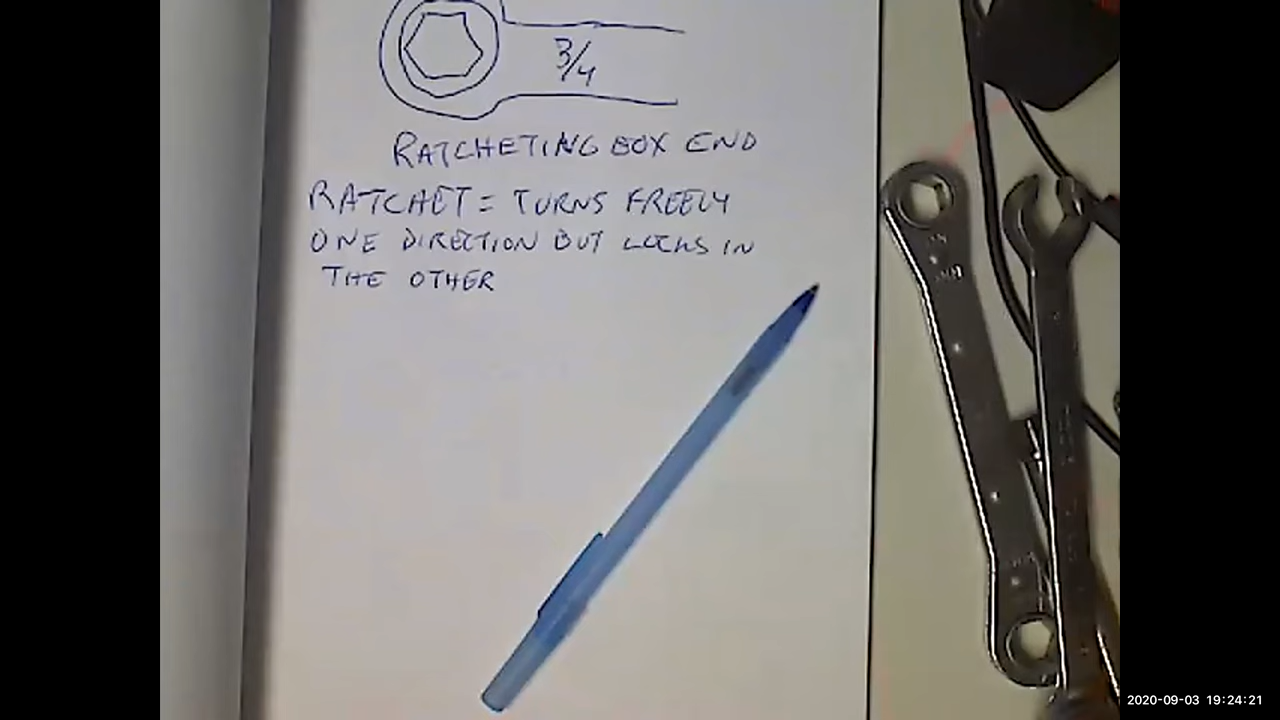 3/4
RATCHETING BOX END
RATCHET = TURNS FREELY
ONE DIRECTION BUT LOCKS IN
THE OTHER
2020-09-03 19:24:21